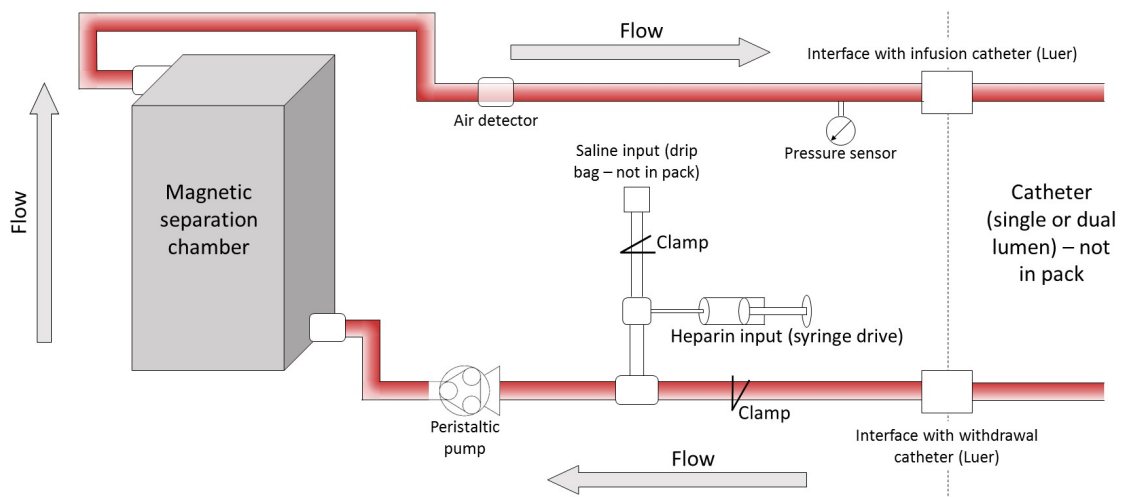 Flow
Interface with infusion catheter (Luer)
Air detector
Pressure sensor
Saline input (drip
bag – not in pack)
Magnetic
separation
chamber
Flow
Catheter
(single or dual
lumen) – not
in pack
Clamp
Heparin input (syringe drive)
Clamp
Peristaltic
pump
Interface with withdrawal
catheter (Luer)
Flow